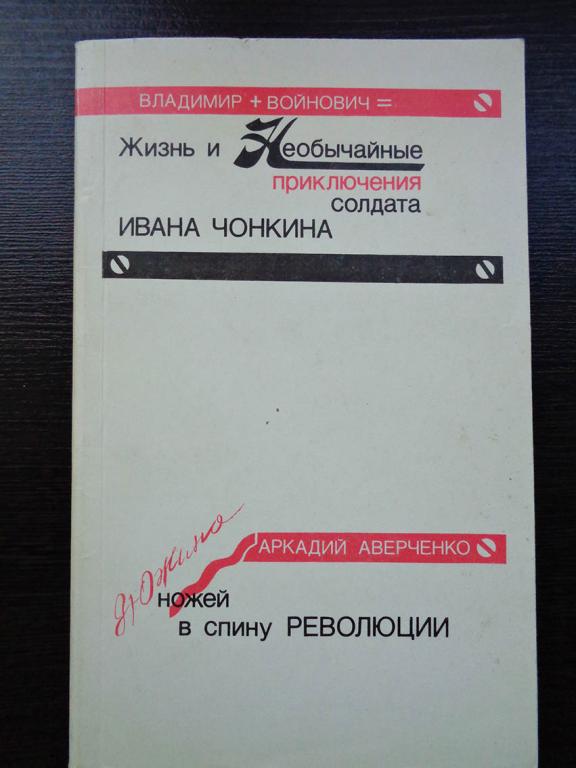 ВЛАДИМИР + ВОЙНОВИЧ =
Жизнь и Необычайные
приключения
солдата
ИВАНА ЧОНКИНА
АРКАДИЙ АВЕРЧЕНКО
дюжина
ножей
в спину РЕВОЛЮЦИИ